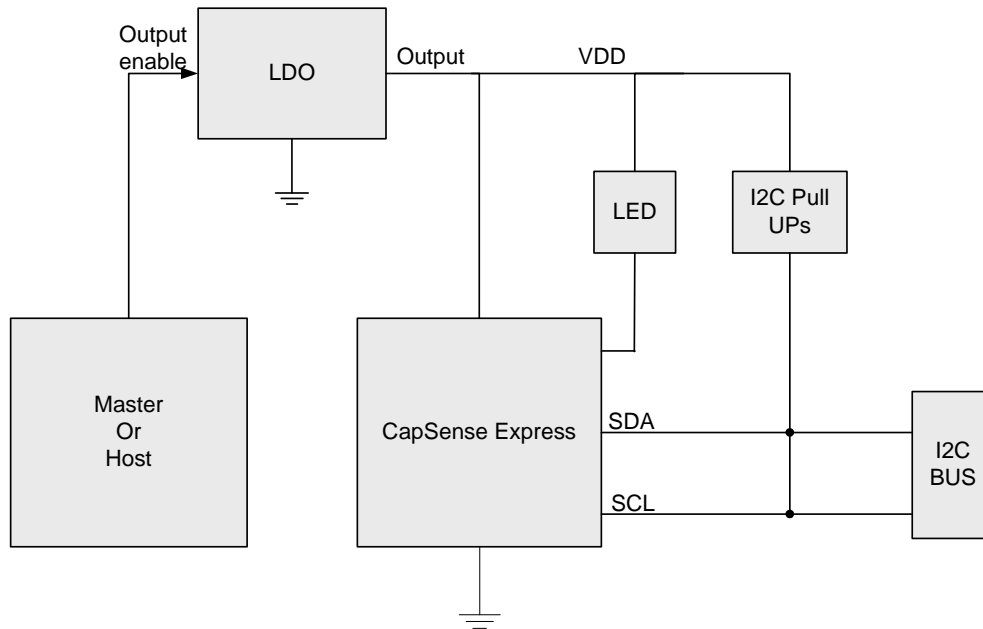 Output
enable
LDO
Output
VDD
LED
I2C Pull
UPs
Master
Or
Host
CapSense Express
SDA
SCL
I2C
BUS